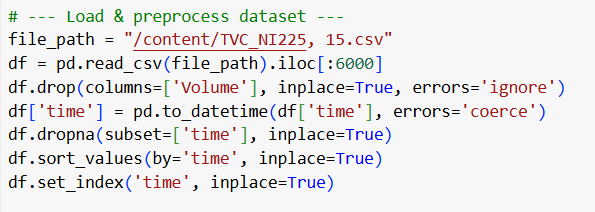 # --- Load & preprocess dataset ---
file_path = "/content/TVC_NI225, 15.csv"
df = pd.read_csv(file_path).iloc[:6000]
df.drop(columns=['Volume'], inplace=True, errors='ignore')
df['time'] = pd.to_datetime(df['time'], errors='coerce')
df.dropna(subset=['time'], inplace=True)
df.sort_values(by='time', inplace=True)
df.set_index('time', inplace=True)